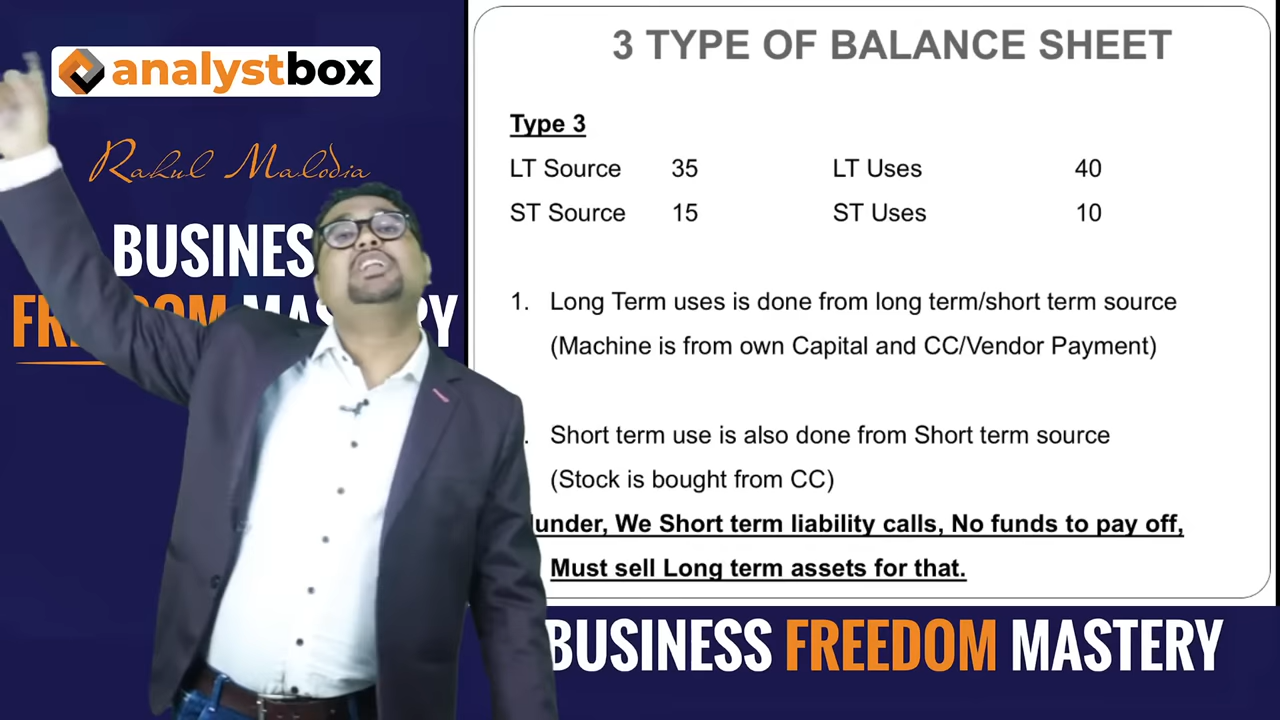 analystbox
Rahul Malodia
BUSINES
BUSINESS FREEDOM MASTERY
3 TYPE OF BALANCE SHEET
Type 3
LT Source 35 LT Uses 40
ST Source 15 ST Uses 10
1. Long Term uses is done from long term/short term source
(Machine is from own Capital and CC/Vendor Payment)
. Short term use is also done from Short term source
(Stock is bought from CC)
under, We Short term liability calls, No funds to pay off,
Must sell Long term assets for that.